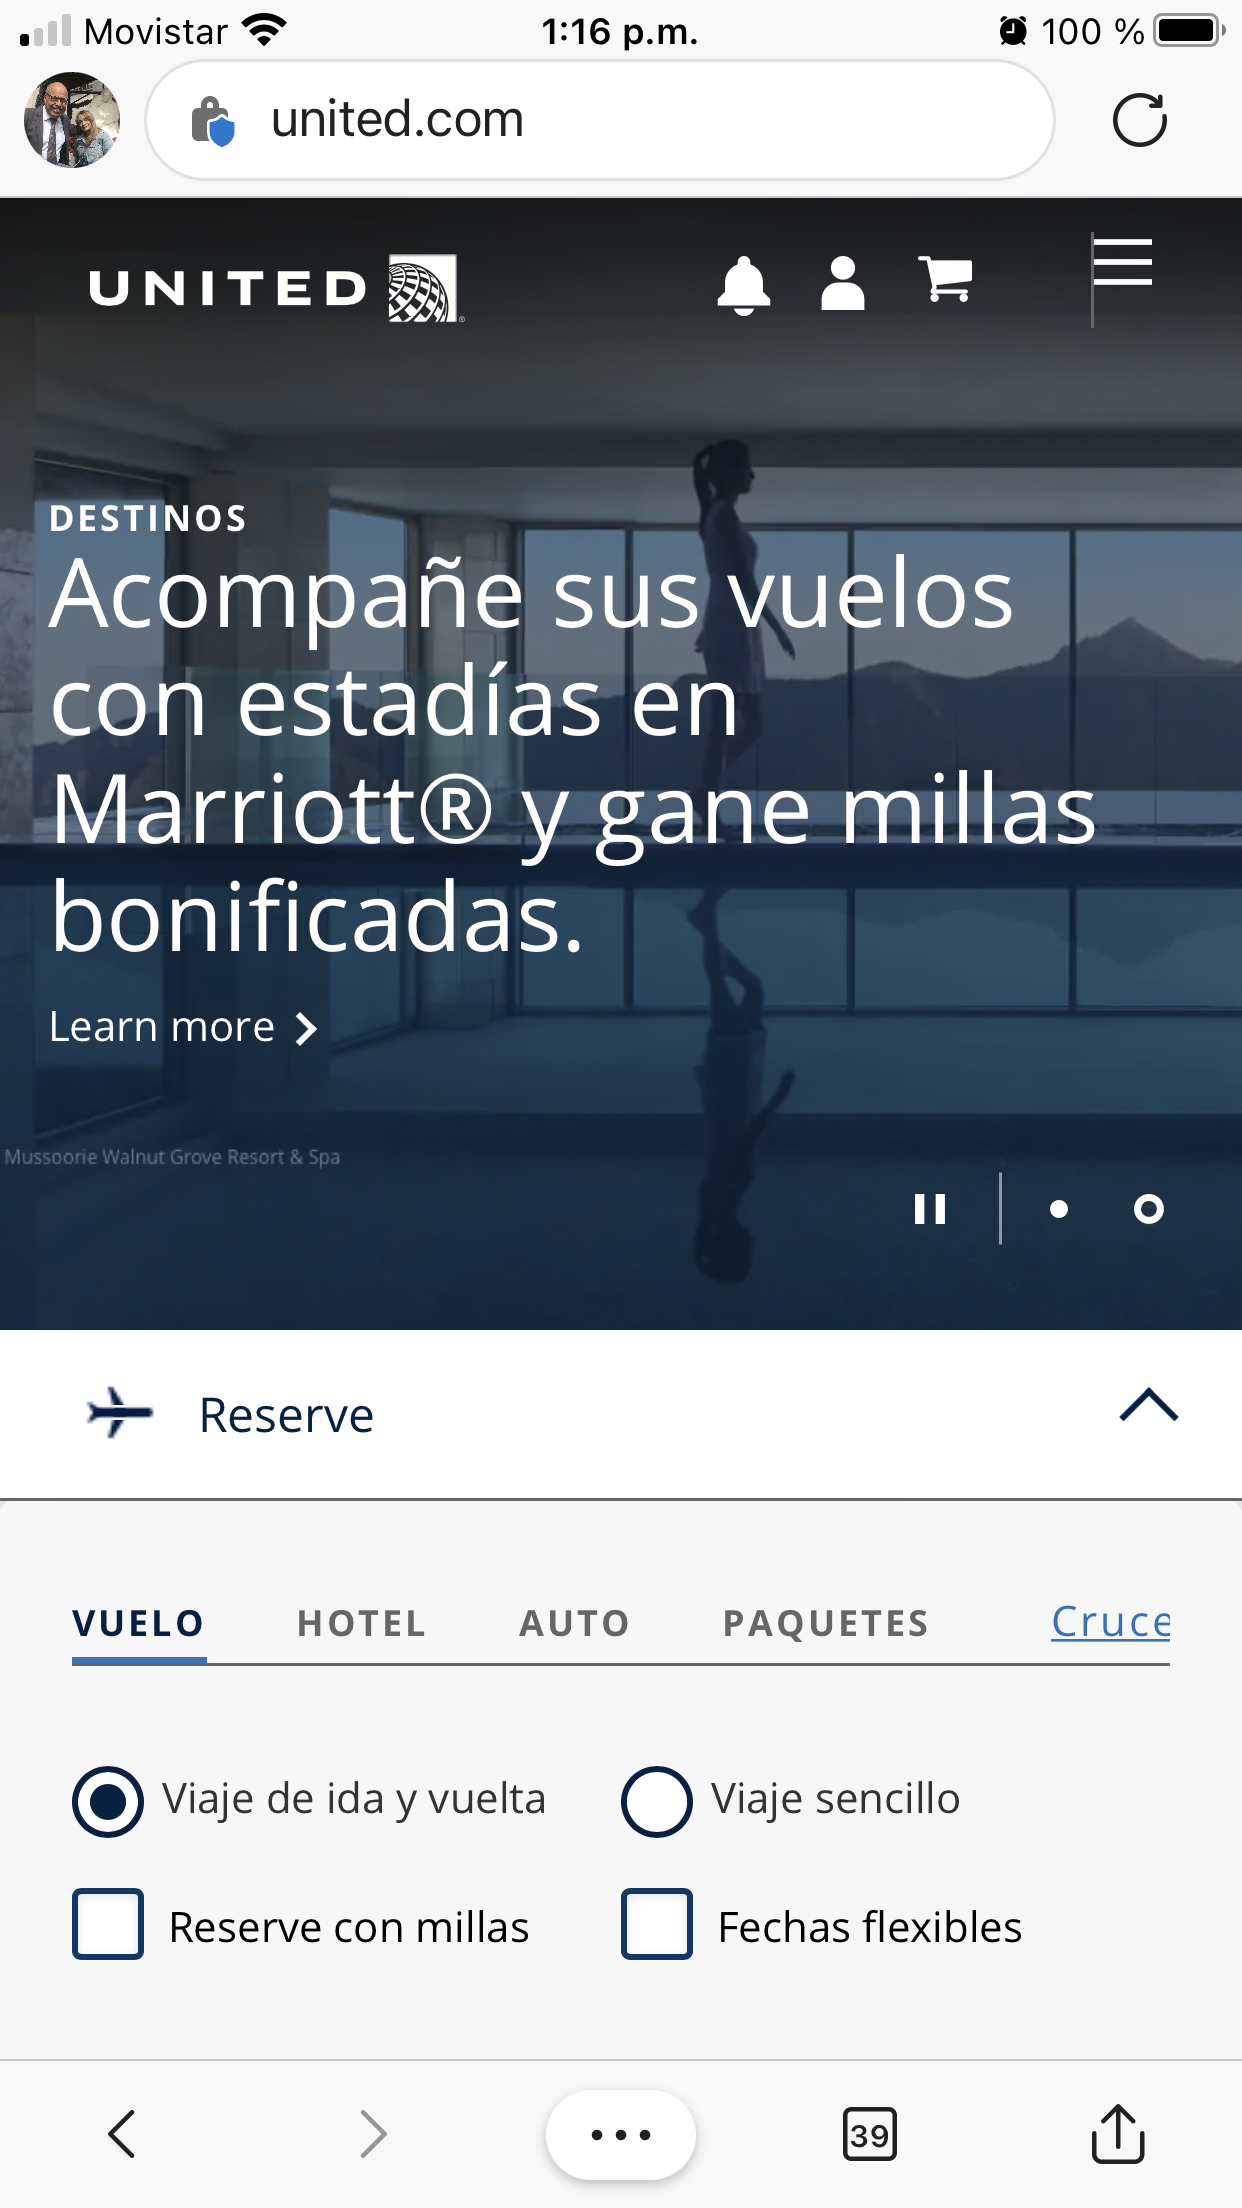 Movistar 1:16 p.m. 100 %
united.com
UNITED
DESTINOS
Acompañe sus vuelos
con estadías en
Marriott® y gane millas
bonificadas.
Learn more
Mussoorie Walnut Grove Resort & Spa
Reserve
VUELO HOTEL AUTO PAQUETES Cruce
Viaje de ida y vuelta Viaje sencillo
Reserve con millas Fechas flexibles
39